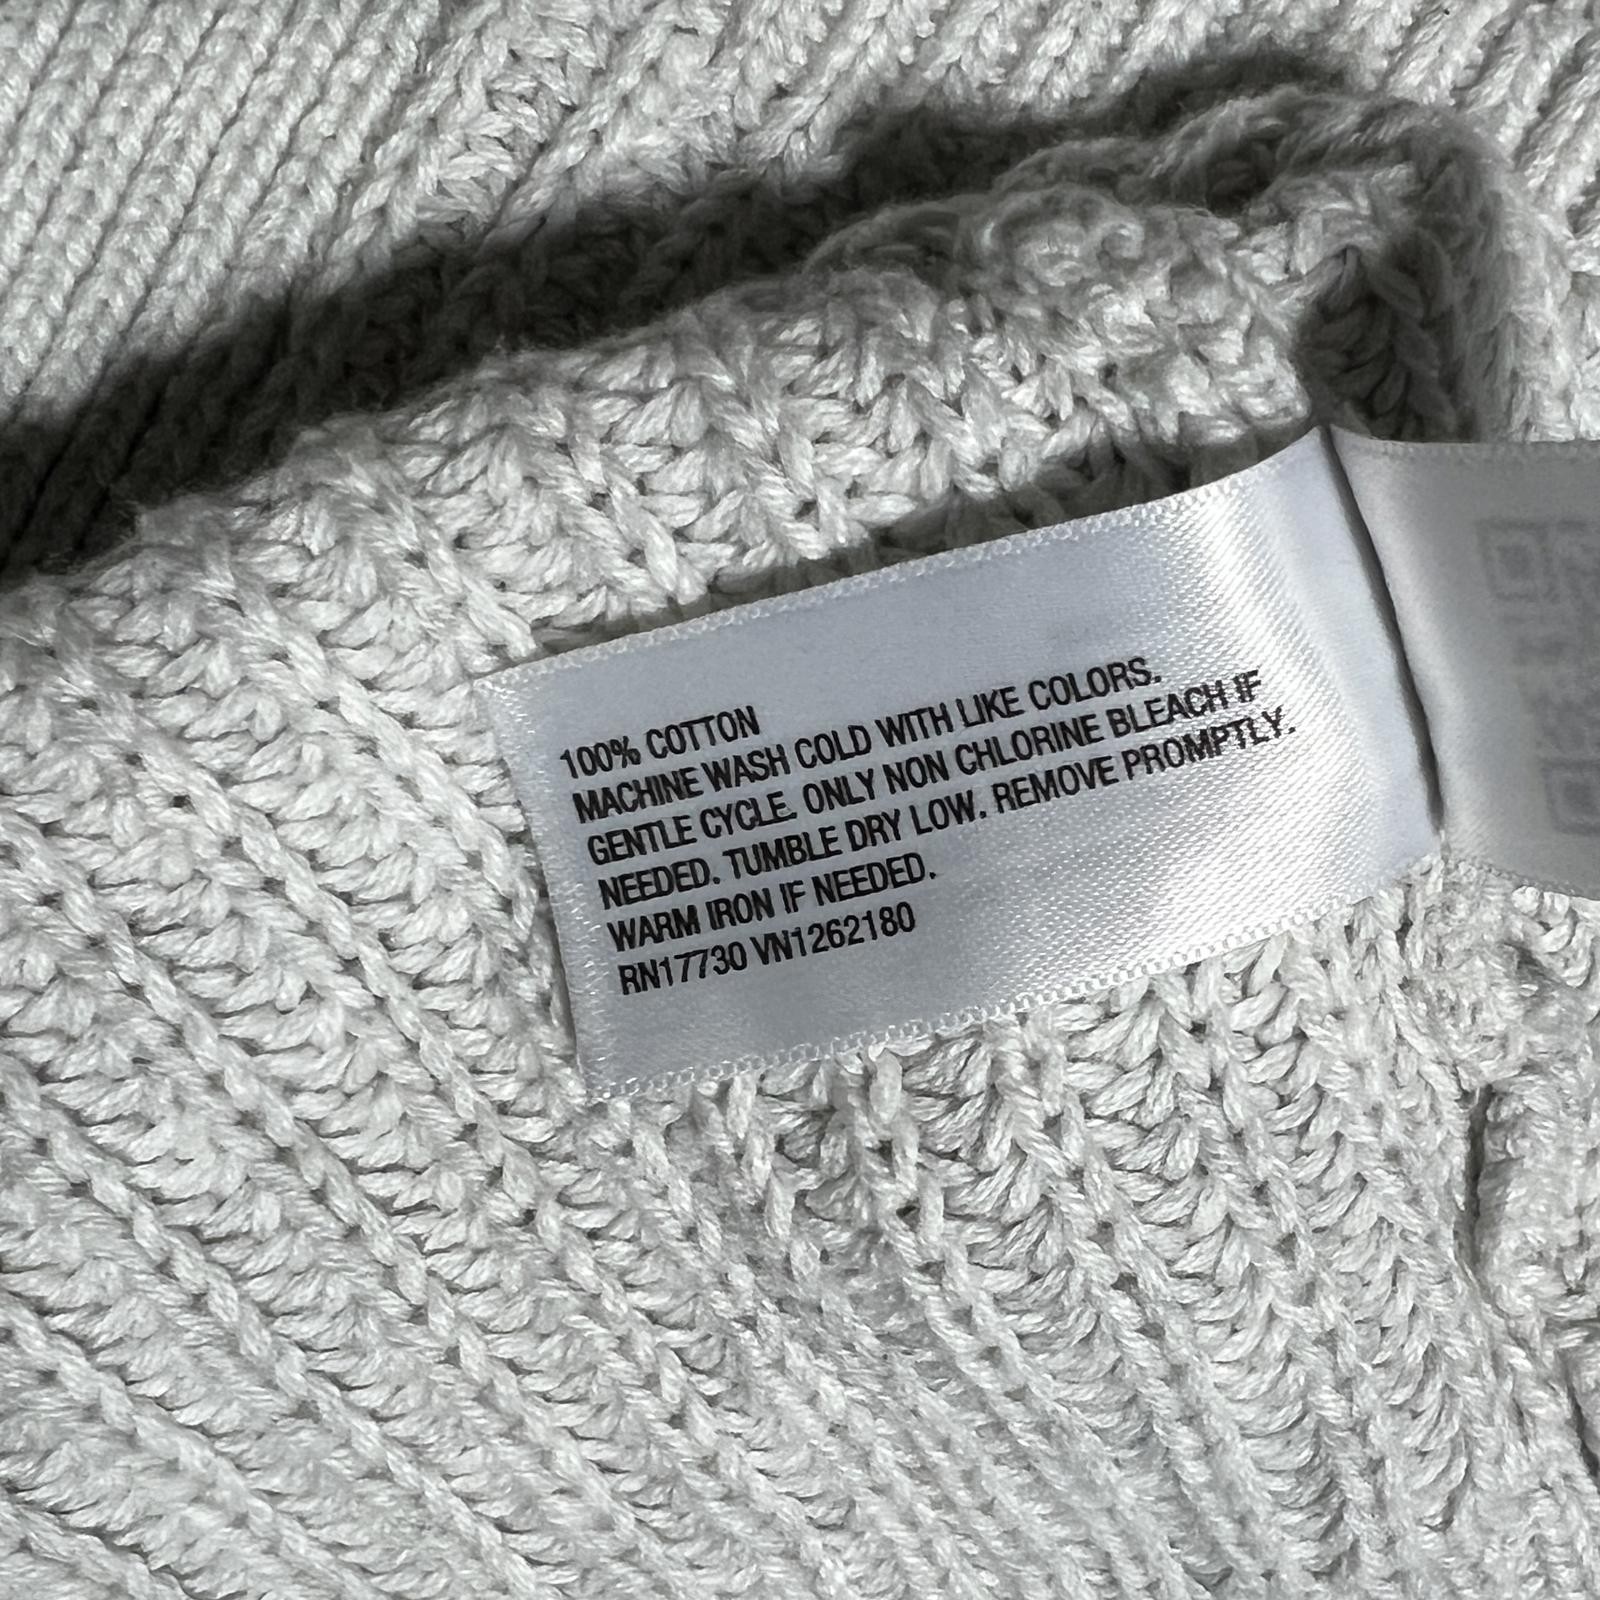 100% COTTON
MACHINE WASH COLD WITH LIKE COLORS.
GENTLE CYCLE. ONLY NON CHLORINE BLEACH IF
NEEDED. TUMBLE DRY LOW. REMOVE PROMPTLY.
WARM IRON IF NEEDED.
RN17730 VN1262180